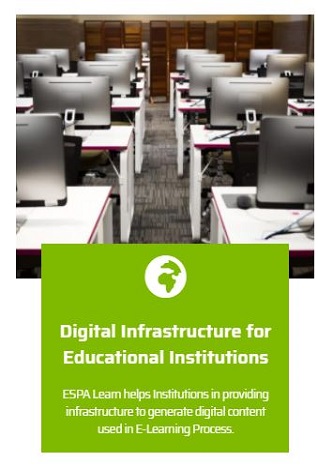 Digital Infrastructure for
Educational Institutions
ESPA Learn helps Institutions in providing
infrastructure to generate digital content
used in E-Learning Process.